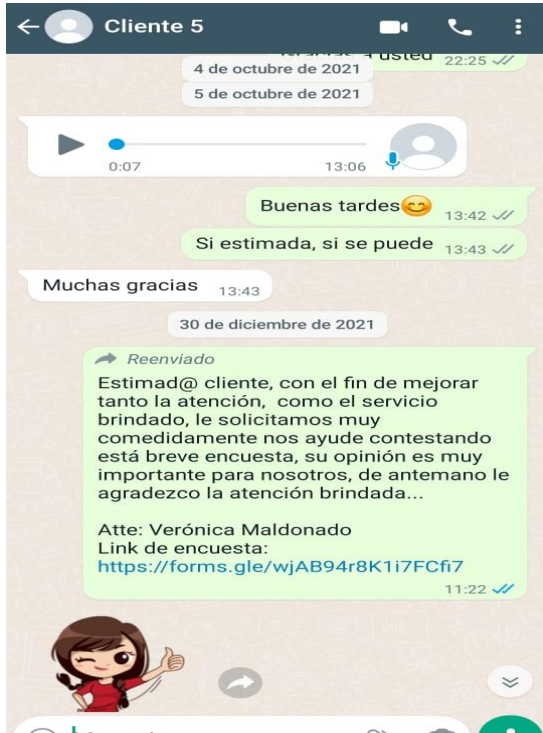 Cliente 5
usted 22:25
4 de octubre de 2021
5 de octubre de 2021
0:07 13:06
Buenas tardes😊 13:42
Si estimada, si se puede 13:43
Muchas gracias 13:43
30 de diciembre de 2021
Reenviado
Estimad@ cliente, con el fin de mejorar
tanto la atención, como el servicio
brindado, le solicitamos muy
comedidamente nos ayude contestando
está breve encuesta, su opinión es muy
importante para nosotros, de antemano le
agradezco la atención brindada...
Atte: Verónica Maldonado
Link de encuesta:
https://forms.gle/wjAB94r8K1i7FCfi7
11:22